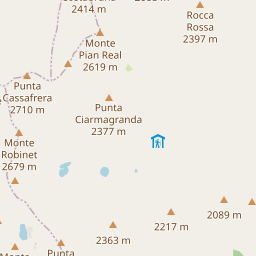 2414 m
Rocca
Rossa
2397 m
Monte
Pian Real
2619 m
Punta
Cassafrera
2710 m
Punta
Ciarmagranda
2377 m
Monte
Robinet
2679 m
2089 m
2217 m
2363 m
Punta
Monte